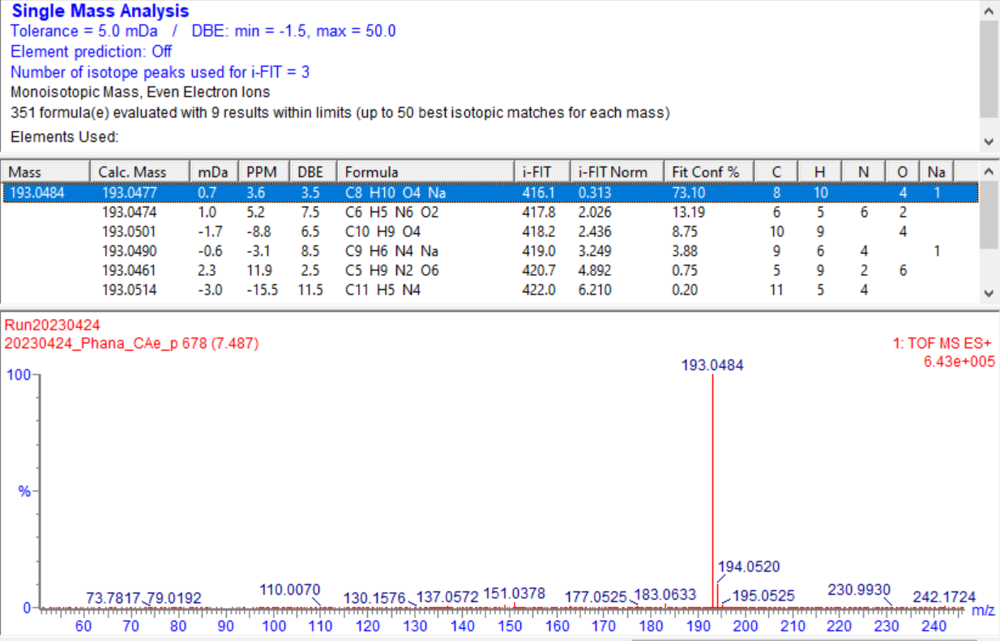 Single Mass Analysis
Tolerance = 5.0 mDa / DBE: min = -1.5, max = 50.0
Element prediction: Off
Number of isotope peaks used for i-FIT = 3
Monoisotopic Mass, Even Electron Ions
351 formula(e) evaluated with 9 results within limits (up to 50 best isotopic matches for each mass)
Elements Used:
Mass Calc. Mass mDa PPM DBE Formula i-FIT i-FIT Norm Fit Conf % C H N O Na
193.0484 193.0477 0.7 3.6 3.5 C8 H10 O4 Na 416.1 0.313 73.10 8 10 4 1
193.0474 1.0 5.2 7.5 C6 H5 N6 O2 417.8 2.026 13.19 6 5 6 2
193.0501 -1.7 -8.8 6.5 C10 H9 O4 418.2 2.436 8.75 10 9 4
193.0490 -0.6 -3.1 8.5 C9 H6 N4 Na 419.0 3.249 3.88 9 6 4 1
193.0461 2.3 11.9 2.5 C5 H9 N2 O6 420.7 4.892 0.75 5 9 2 6
193.0514 -3.0 -15.5 11.5 C11 H5 N4 422.0 6.210 0.20 11 5 4
Run20230424
20230424_Phana_CAe_p 678 (7.487)
1: TOF MS ES+
6.43e+005
193.0484
100
%
194.0520
73.7817 79.0192 110.0070 130.1576 137.0572 151.0378 177.0525 183.0633 195.0525 230.9930 242.1724
0
m/z
60 70 80 90 100 110 120 130 140 150 160 170 180 190 200 210 220 230 240